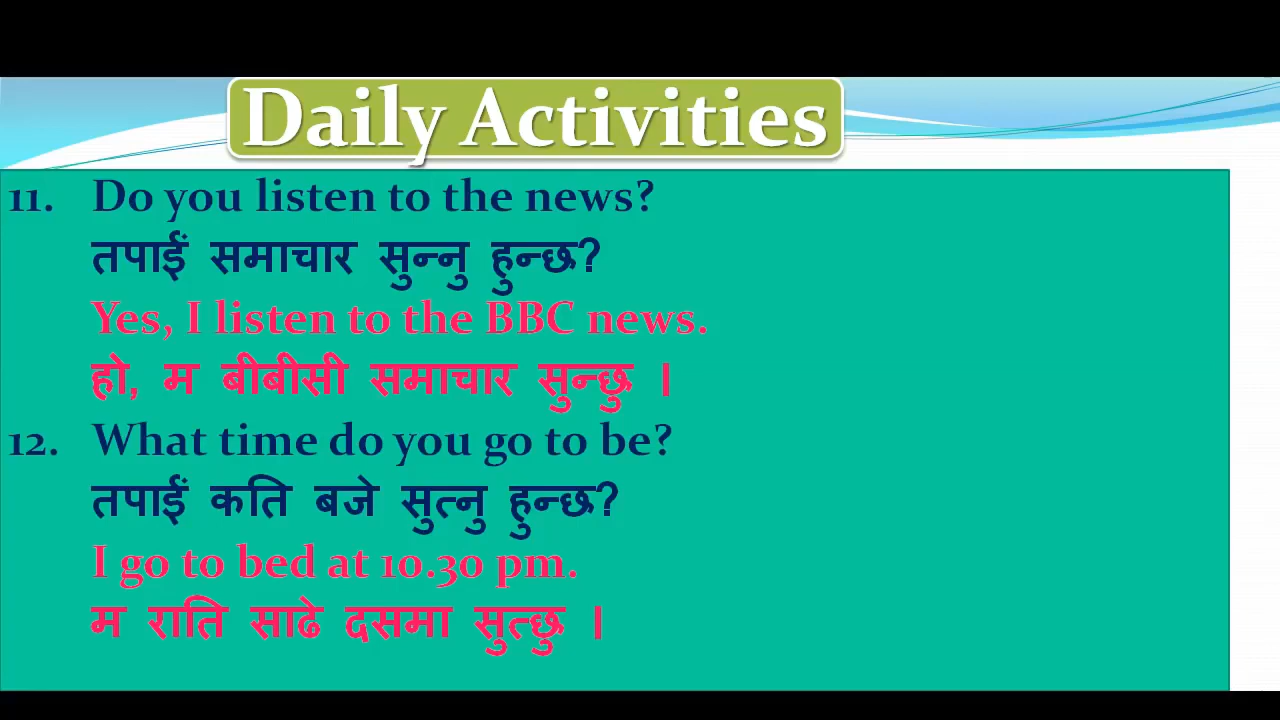 Daily Activities
11. Do you listen to the news?
तपाईं समाचार सुन्नु हुन्छ?
Yes, I listen to the BBC news.
हो, म बीबीसी समाचार सुन्छु ।
12. What time do you go to be?
तपाईं कति बजे सुत्नु हुन्छ?
I go to bed at 10.30 pm.
म राति साढे दसमा सुत्छु ।